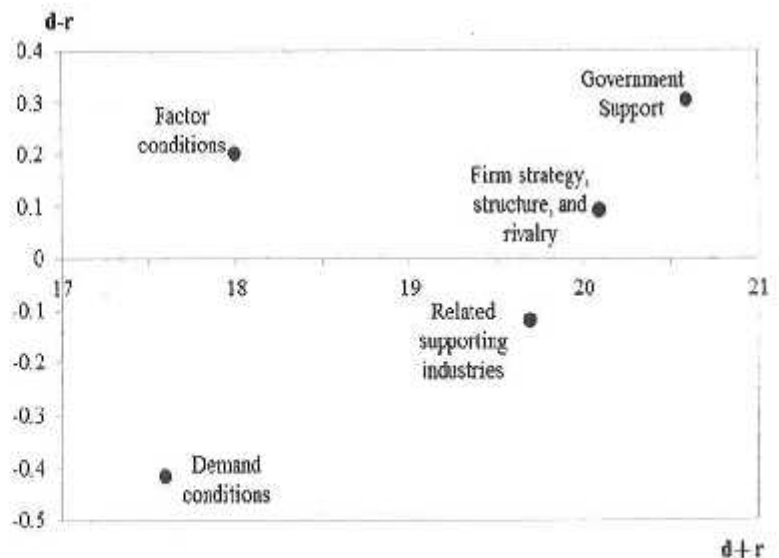 d-r
0.4
0.3
0.2
0.1
0
-0.1
-0.2
-0.3
-0.4
-0.5
17
18
19
20
21
Factor
conditions
Government
Support
Firm strategy,
structure, and
rivalry
Related
supporting
industries
Demand
conditions
d+r